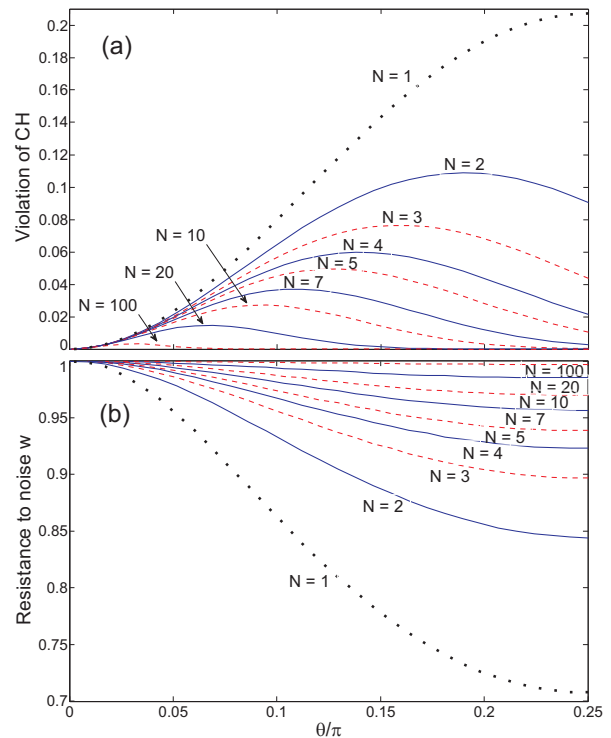 0.2
0.18
0.16
0.14
0.12
0.1
0.08
0.06
0.04
0.02
0
Violation of CH
(a)
N = 1
N = 2
N = 3
N = 4
N = 5
N = 7
N = 10
N = 20
N = 100
1
0.95
0.9
0.85
0.8
0.75
0.7
Resistance to noise w
(b)
N = 100
N = 20
N = 10
N = 7
N = 5
N = 4
N = 3
N = 2
N = 1
0 0.05 0.1 0.15 0.2 0.25
θ/π